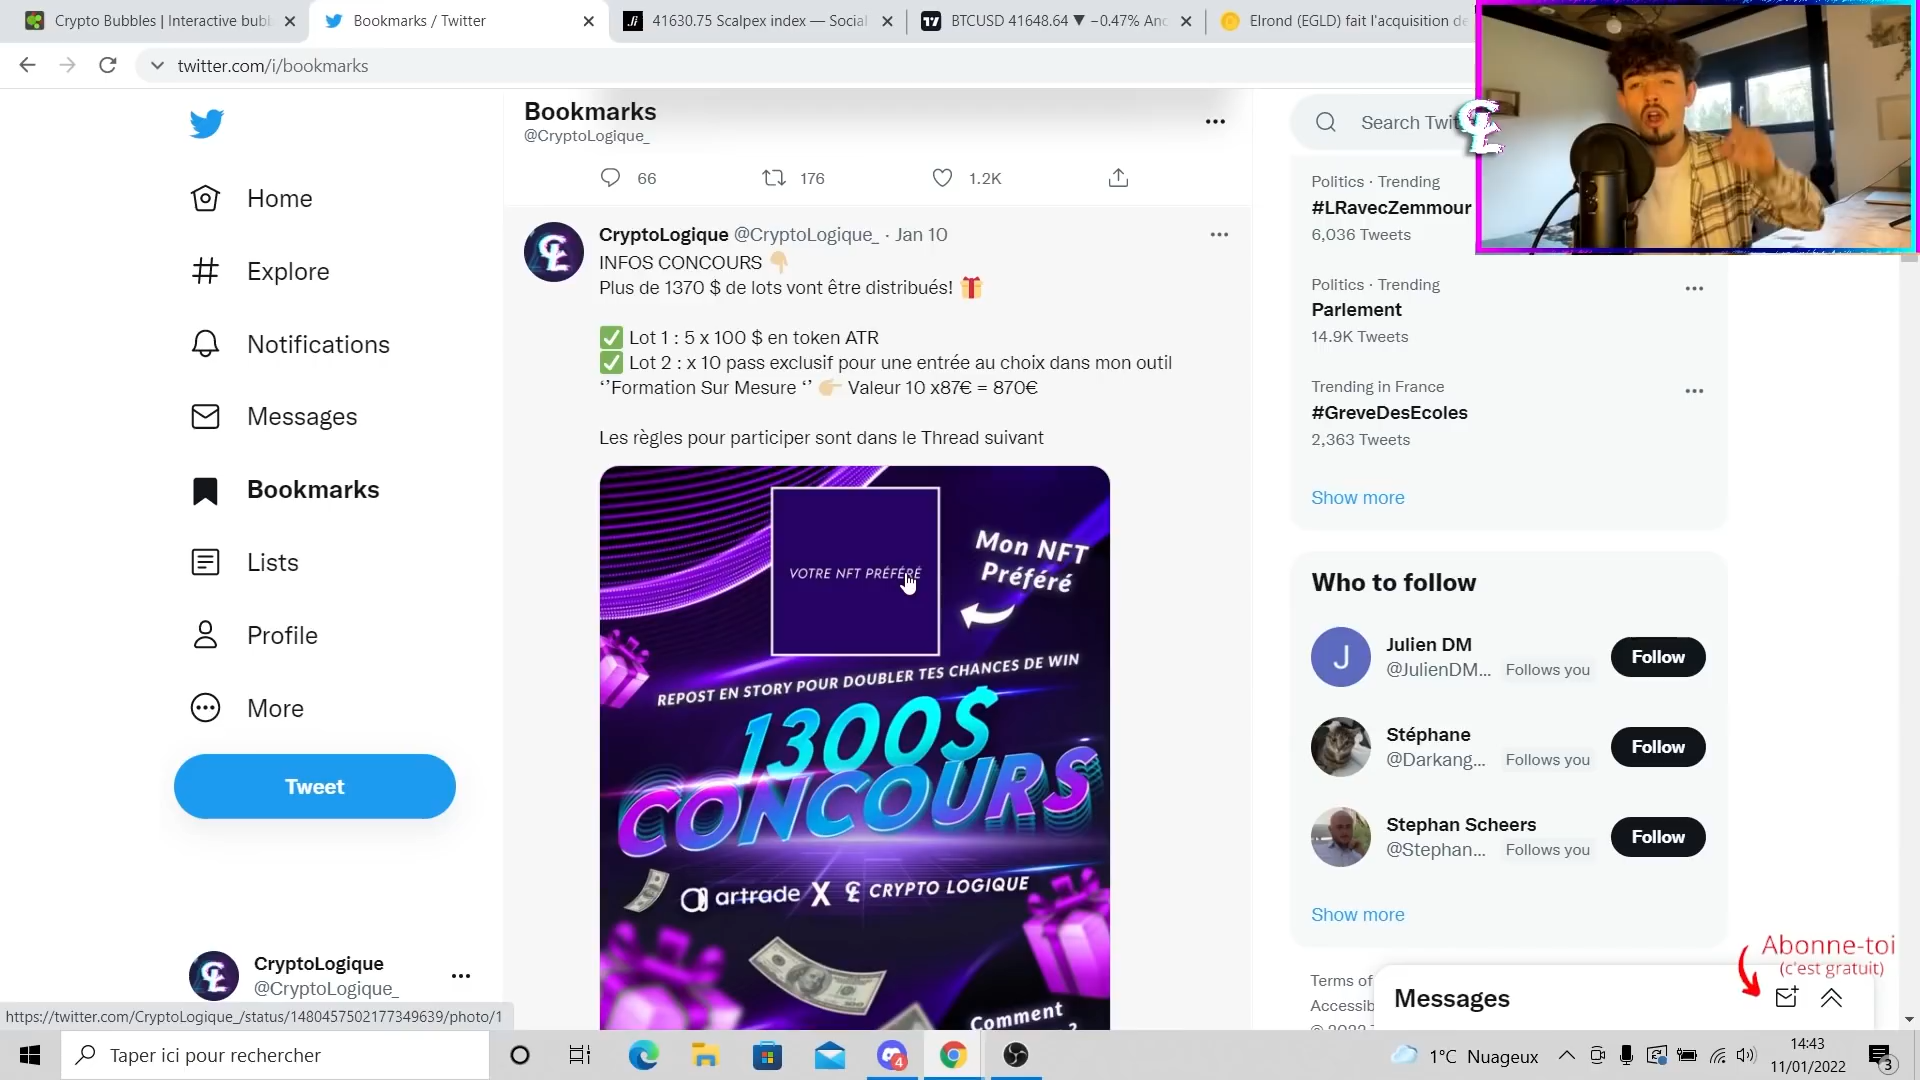 Crypto Bubbles | Interactive bubb
Bookmarks / Twitter
41630.75 Scalpex index — Social
BTCUSD 41648.64 ▼ −0.47% Anc
Elrond (EGLD) fait l'acquisition de
twitter.com/i/bookmarks
Home
Explore
Notifications
Messages
Bookmarks
Lists
Profile
More
Tweet
CryptoLogique
@CryptoLogique_
Bookmarks
@CryptoLogique_
66
176
1.2K
CryptoLogique @CryptoLogique_ · Jan 10
INFOS CONCOURS 👇
Plus de 1370 $ de lots vont être distribués! 🎁
✅ Lot 1 : 5 x 100 $ en token ATR
✅ Lot 2 : x 10 pass exclusif pour une entrée au choix dans mon outil
‘’Formation Sur Mesure ‘’ 👉 Valeur 10 x87€ = 870€
Les règles pour participer sont dans le Thread suivant
VOTRE NFT PRÉFÉRÉ
Mon NFT
Préféré
REPOST EN STORY POUR DOUBLER TES CHANCES DE WIN
1300$
CONCOURS
artrade X CRYPTO LOGIQUE
Comment
Search Twit
Politics · Trending
#LRavecZemmour
6,036 Tweets
Politics · Trending
Parlement
14.9K Tweets
Trending in France
#GreveDesEcoles
2,363 Tweets
Show more
Who to follow
J
Julien DM
@JulienDM... Follows you
Follow
Stéphane
@Darkang... Follows you
Follow
Stephan Scheers
@Stephan... Follows you
Follow
Show more
Terms of
Accessib
Abonne-toi
(c'est gratuit)
Messages
https://twitter.com/CryptoLogique_/status/1480457502177349639/photo/1
Taper ici pour rechercher
4
1°C Nuageux
14:43
11/01/2022
3